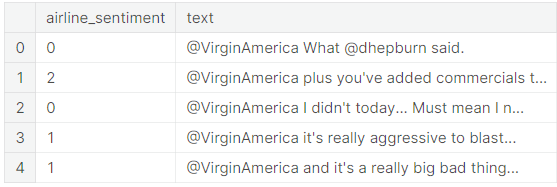 airline_sentiment text
0 0 @VirginAmerica What @dhepburn said.
1 2 @VirginAmerica plus you've added commercials t...
2 0 @VirginAmerica I didn't today... Must mean I n...
3 1 @VirginAmerica it's really aggressive to blast...
4 1 @VirginAmerica and it's a really big bad thing...